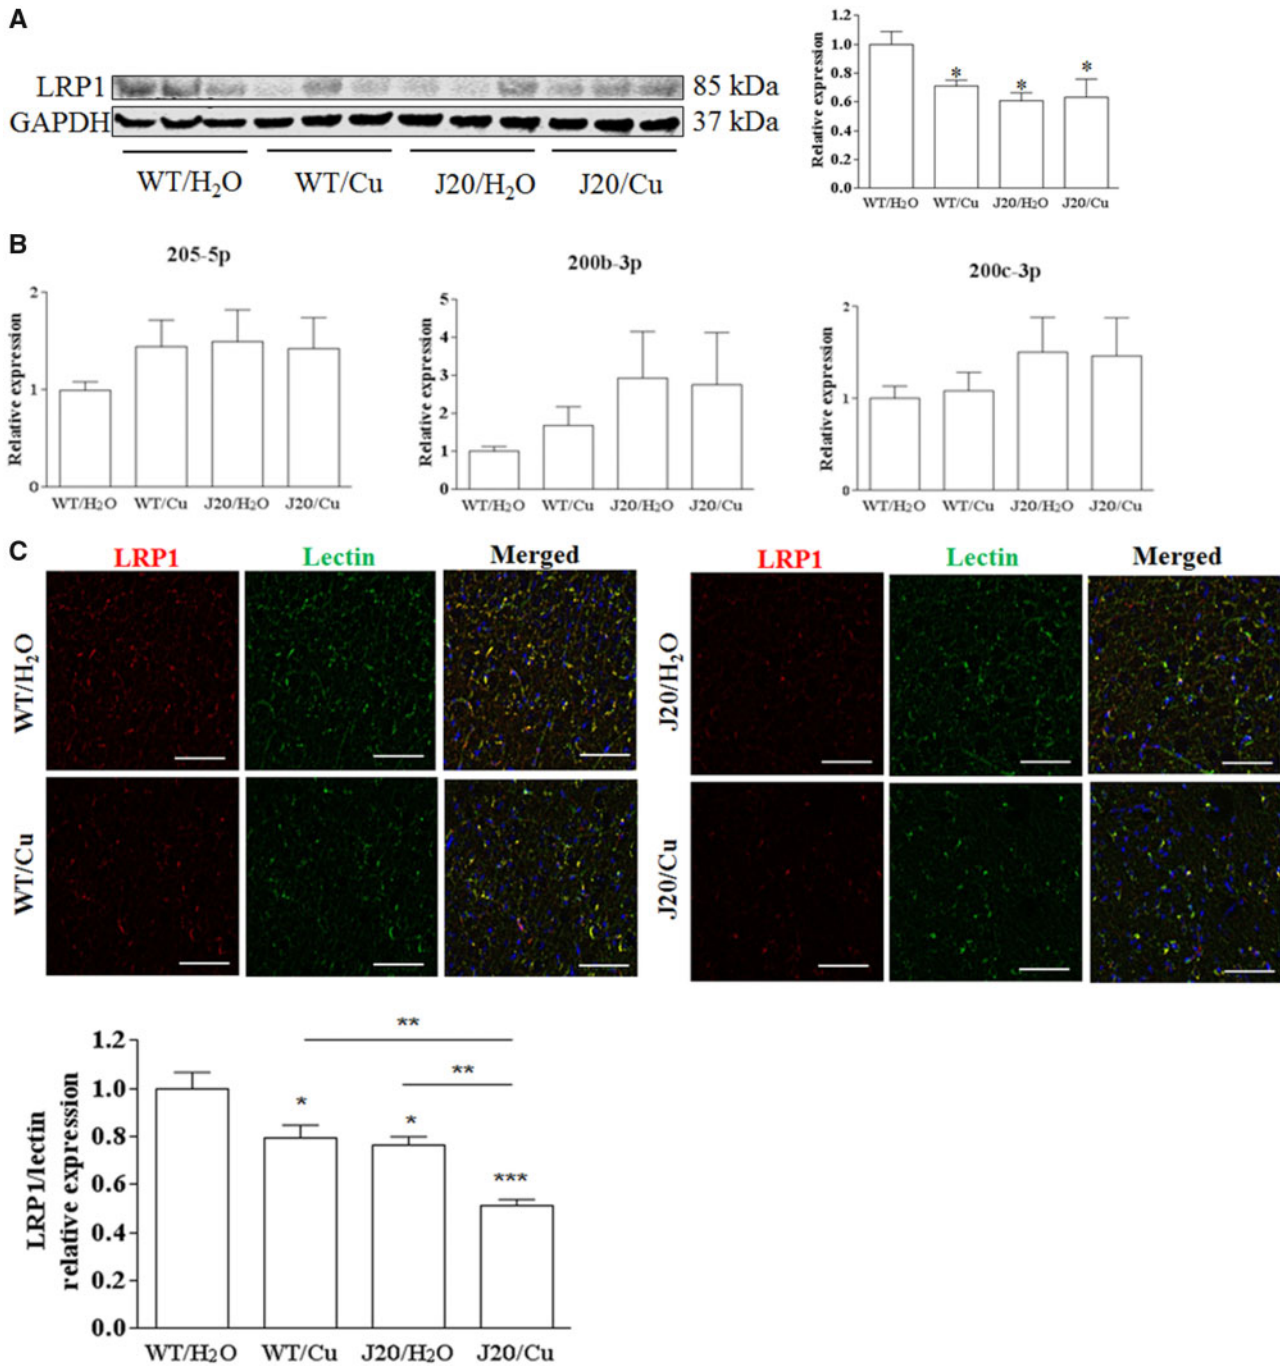 A
LRP1
85 kDa
GAPDH
37 kDa
WT/H2O WT/Cu J20/H2O J20/Cu
Relative expression
1.2
1.0
0.8
0.6
0.4
0.2
0.0
* * *
WT/H2O WT/Cu J20/H2O J20/Cu
B
205-5p
Relative expression
2
1
0
WT/H2O WT/Cu J20/H2O J20/Cu
200b-3p
Relative expression
5
4
3
2
1
0
WT/H2O WT/Cu J20/H2O J20/Cu
200c-3p
Relative expression
2
1
0
WT/H2O WT/Cu J20/H2O J20/Cu
C
LRP1 Lectin Merged
WT/H2O
WT/Cu
LRP1 Lectin Merged
J20/H2O
J20/Cu
LRP1/lectin
relative expression
1.2
1.0
0.8
0.6
0.4
0.2
0.0
**
**
*
*
***
WT/H2O WT/Cu J20/H2O J20/Cu